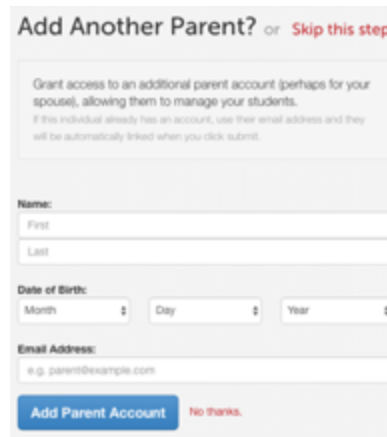 Add Another Parent? or Skip this step
Grant access to an additional parent account (perhaps for your
spouse), allowing them to manage your students.
If this individual already has an account, use their email address and they
will be automatically linked when you click submit.
Name:
First
Last
Date of Birth:
Month Day Year
Email Address:
e.g. parent@example.com
Add Parent Account No thanks.